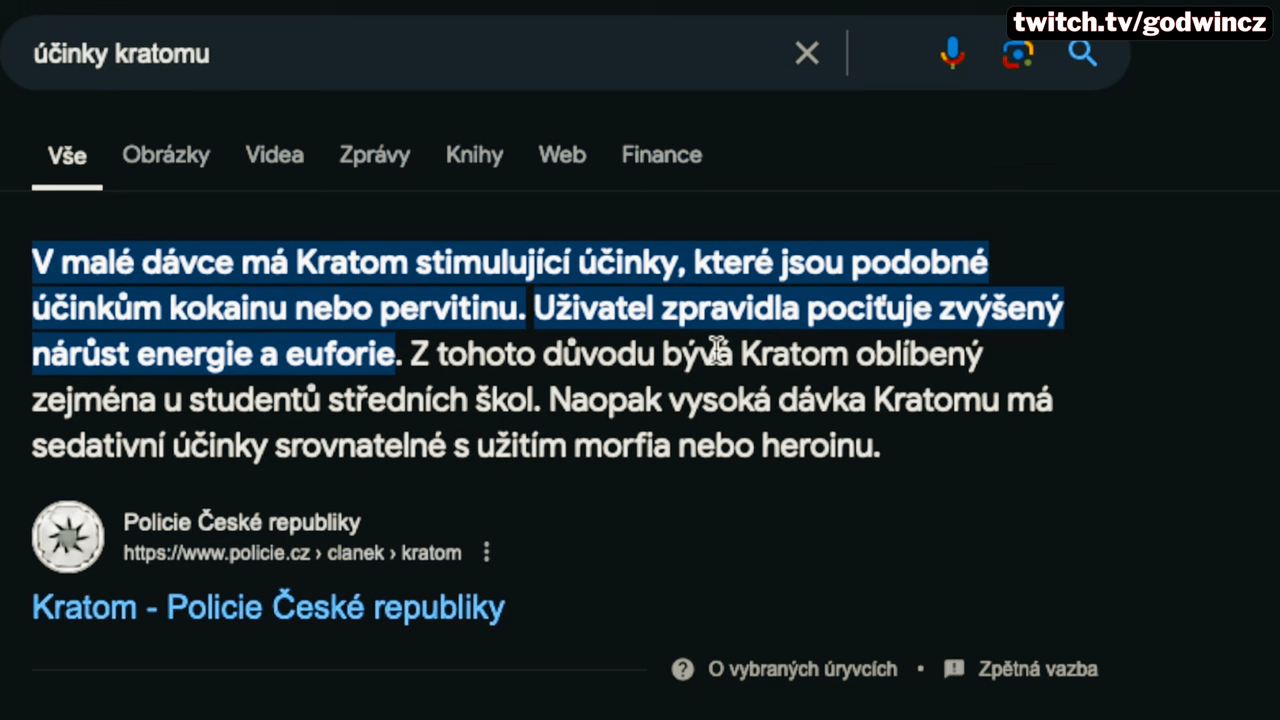 twitch.tv/godwincz
účinky kratomu
Vše Obrázky Videa Zprávy Knihy Web Finance
V malé dávce má Kratom stimulující účinky, které jsou podobné
účinkům kokainu nebo pervitinu. Uživatel zpravidla pociťuje zvýšený
nárůst energie a euforie. Z tohoto důvodu bývá Kratom oblíbený
zejména u studentů středních škol. Naopak vysoká dávka Kratomu má
sedativní účinky srovnatelné s užitím morfia nebo heroinu.
Policie České republiky
https://www.policie.cz › clanek › kratom
Kratom - Policie České republiky
O vybraných úryvcích • Zpětná vazba